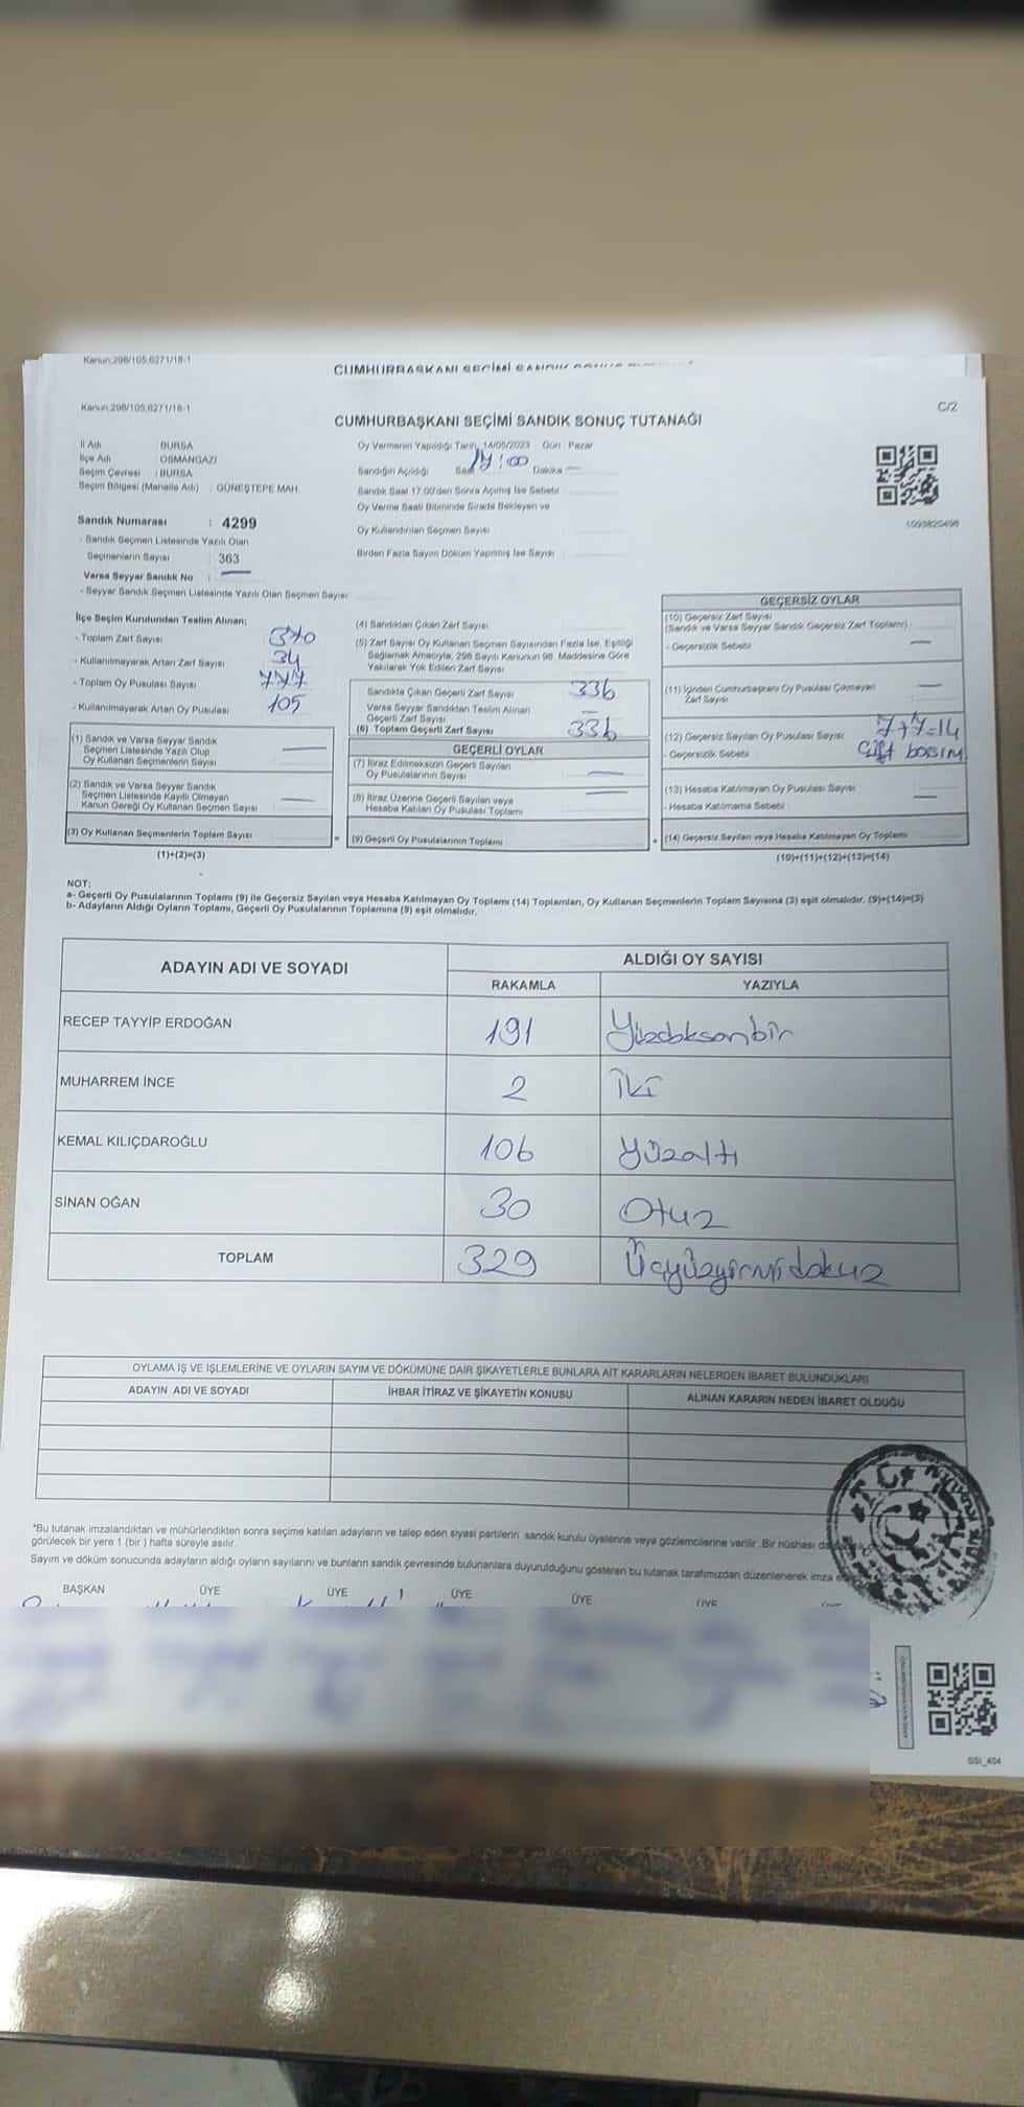 Kanun:298/105,6271/18-1
CUMHURBAŞKANI SEÇİMİ SANDIK
Kanun:298/105,6271/18-1
C/2
CUMHURBAŞKANI SEÇİMİ SANDIK SONUÇ TUTANAĞI
İl Adı : BURSA
İlçe Adı : OSMANGAZİ
Seçim Çevresi : BURSA
Seçim Bölgesi (Mahalle Adı) : GÜNEŞTEPE MAH.
Oy Vermenin Yapıldığı Tarih: 14/05/2023 Gün : Pazar
Sandığın Açıldığı Saat 17:00 Dakika —
Sandık Saat 17.00'den Sonra Açılmış İse Sebebi
Oy Verme Saati Bitiminde Sırada Bekleyen ve
Oy Kullandırılan Seçmen Sayısı
Birden Fazla Sayım Döküm Yapılmış İse Sayısı
Sandık Numarası : 4299
- Sandık Seçmen Listesinde Yazılı Olan
Seçmenlerin Sayısı 363
Varsa Seyyar Sandık No : —
- Seyyar Sandık Seçmen Listesinde Yazılı Olan Seçmen Sayısı
İlçe Seçim Kurulundan Teslim Alınan;
- Toplam Zarf Sayısı 370
- Kullanılmayarak Artan Zarf Sayısı 34
- Toplam Oy Pusulası Sayısı
- Kullanılmayarak Artan Oy Pusulası 105
(1) Sandık ve Varsa Seyyar Sandık
Seçmen Listesinde Yazılı Olup
Oy Kullanan Seçmenlerin Sayısı —
(2) Sandık ve Varsa Seyyar Sandık
Seçmen Listesinde Kayıtlı Olmayan
Kanun Gereği Oy Kullanan Seçmen Sayısı —
(3) Oy Kullanan Seçmenlerin Toplam Sayısı
(1)+(2)=(3)
(4) Sandıktan Çıkan Zarf Sayısı
(5) Zarf Sayısı Oy Kullanan Seçmen Sayısından Fazla İse, Eşitliği
Sağlamak Amacıyla, 298 Sayılı Kanunun 98. Maddesine Göre
Yakılarak Yok Edilen Zarf Sayısı
Sandıkta Çıkan Geçerli Zarf Sayısı 336
Varsa Seyyar Sandıktan Teslim Alınan
Geçerli Zarf Sayısı —
(6) Toplam Geçerli Zarf Sayısı 336
GEÇERLİ OYLAR
(7) İtiraz Edilmeksizin Geçerli Sayılan
Oy Pusulalarının Sayısı —
(8) İtiraz Üzerine Geçerli Sayılan veya
Hesaba Katılan Oy Pusulası Toplamı —
(9) Geçerli Oy Pusulalarının Toplamı
GEÇERSİZ OYLAR
(10) Geçersiz Zarf Sayısı
(Sandık ve Varsa Seyyar Sandık Geçersiz Zarf Toplamı)
- Geçersizlik Sebebi —
(11) İçinden Cumhurbaşkanı Oy Pusulası Çıkmayan
Zarf Sayısı —
(12) Geçersiz Sayılan Oy Pusulası Sayısı 7+7=14
- Geçersizlik Sebebi Çift basım
(13) Hesaba Katılmayan Oy Pusulası Sayısı —
- Hesaba Katılmama Sebebi —
(14) Geçersiz Sayılan veya Hesaba Katılmayan Oy Toplamı
(10)+(11)+(12)+(13)=(14)
NOT:
a- Geçerli Oy Pusulalarının Toplamı (9) ile Geçersiz Sayılan veya Hesaba Katılmayan Oy Toplamı (14) Toplamları, Oy Kullanan Seçmenlerin Toplam Sayısına (3) eşit olmalıdır. (9)+(14)=(3)
b- Adayların Aldığı Oyların Toplamı, Geçerli Oy Pusulalarının Toplamına (9) eşit olmalıdır.
ADAYIN ADI VE SOYADI
ALDIĞI OY SAYISI
RAKAMLA YAZIYLA
RECEP TAYYİP ERDOĞAN 191 Yüzdoksanbir
MUHARREM İNCE 2 İki
KEMAL KILIÇDAROĞLU 106 Yüzaltı
SİNAN OĞAN 30 Otuz
TOPLAM 329 Üçyüzyirmidokuz
OYLAMA İŞ VE İŞLEMLERİNE VE OYLARIN SAYIM VE DÖKÜMÜNE DAİR ŞİKAYETLERLE BUNLARA AİT KARARLARIN NELERDEN İBARET BULUNDUKLARI
ADAYIN ADI VE SOYADI İHBAR İTİRAZ VE ŞİKAYETİN KONUSU ALINAN KARARIN NEDEN İBARET OLDUĞU
*Bu tutanak imzalandıktan ve mühürlendikten sonra seçime katılan adayların ve talep eden siyasi partilerin sandık kurulu üyelerine veya gözlemcilerine verilir. Bir nüshası da
görülecek bir yere 1 (bir) hafta süreyle asılır.
Sayım ve döküm sonucunda adayların aldığı oyların sayılarını ve bunların sandık çevresinde bulunanlara duyurulduğunu gösteren bu tutanak tarafımızdan düzenlenerek imza
BAŞKAN ÜYE ÜYE ÜYE ÜYE ÜYE
T.C.